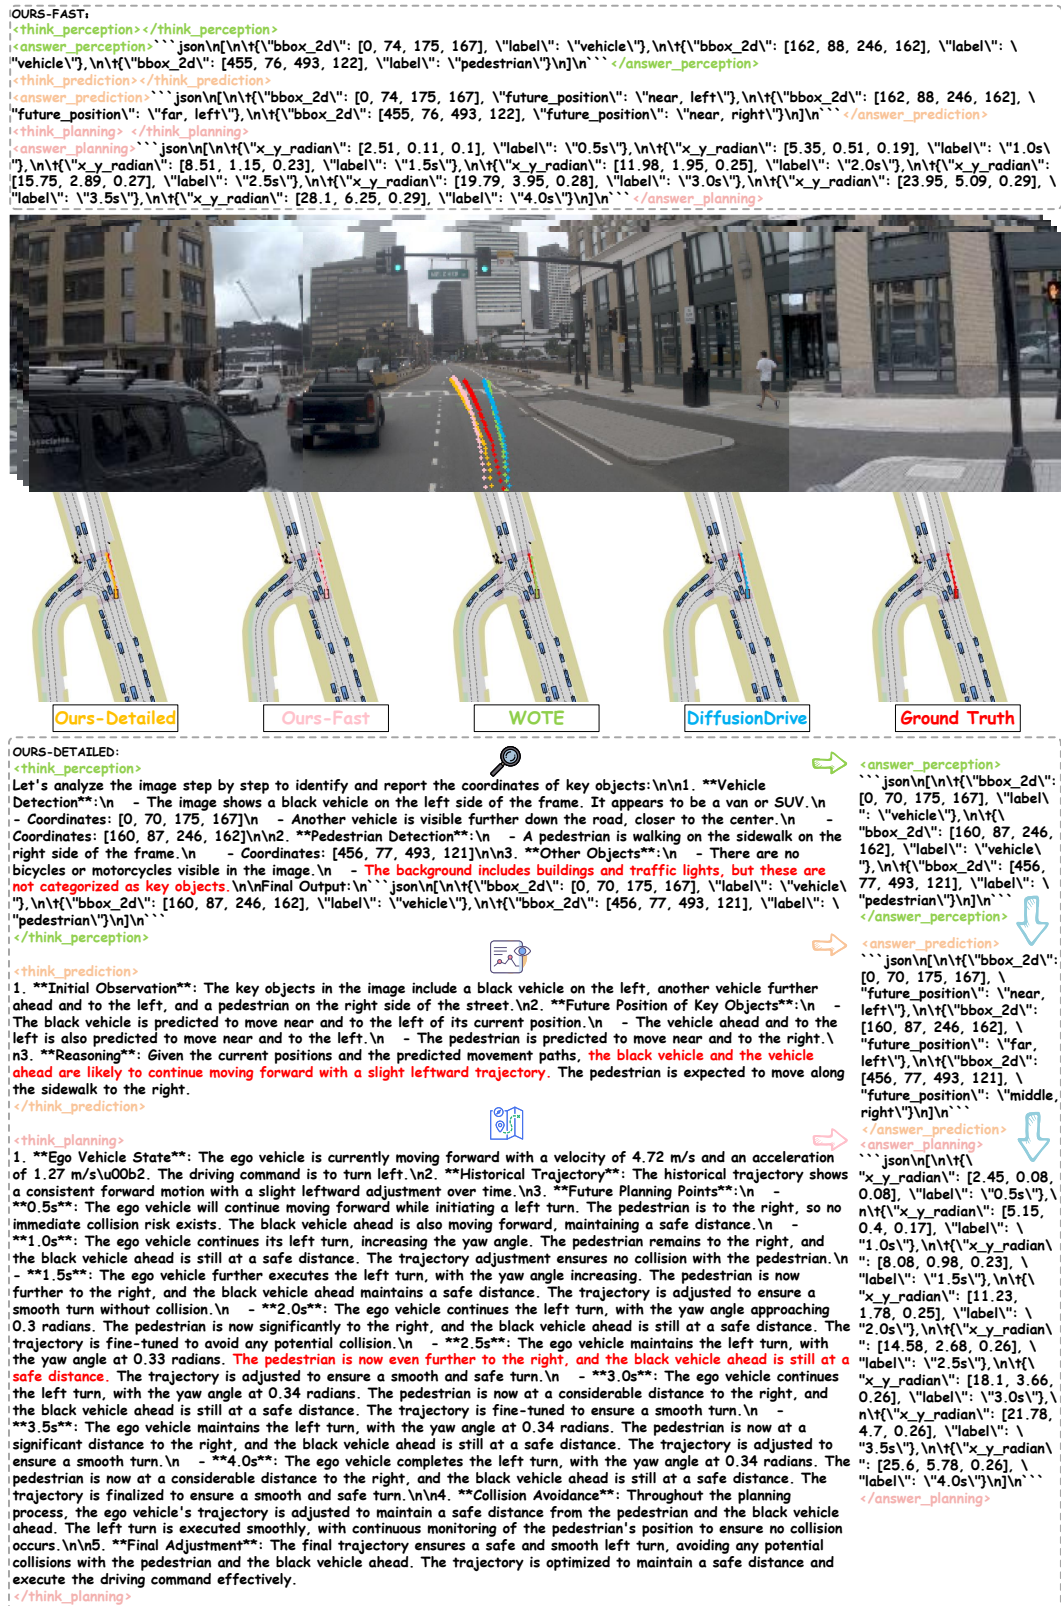 OURS-FAST:
<think_perception></think_perception>
<answer_perception>```json\n[\n\t{\"bbox_2d\": [0, 74, 175, 167], \"label\": \"vehicle\"},\n\t{\"bbox_2d\": [162, 88, 246, 162], \"label\": \
"vehicle\"},\n\t{\"bbox_2d\": [455, 76, 493, 122], \"label\": \"pedestrian\"}\n]\n```</answer_perception>
<think_prediction></think_prediction>
<answer_prediction>```json\n[\n\t{\"bbox_2d\": [0, 74, 175, 167], \"future_position\": \"near, left\"},\n\t{\"bbox_2d\": [162, 88, 246, 162], \
"future_position\": \"far, left\"},\n\t{\"bbox_2d\": [455, 76, 493, 122], \"future_position\": \"near, right\"}\n]\n```</answer_prediction>
<think_planning> </think_planning>
<answer_planning>```json\n[\n\t{\"x_y_radian\": [2.51, 0.11, 0.1], \"label\": \"0.5s\"},\n\t{\"x_y_radian\": [5.35, 0.51, 0.19], \"label\": \"1.0s\
"},\n\t{\"x_y_radian\": [8.51, 1.15, 0.23], \"label\": \"1.5s\"},\n\t{\"x_y_radian\": [11.98, 1.95, 0.25], \"label\": \"2.0s\"},\n\t{\"x_y_radian\":
[15.75, 2.89, 0.27], \"label\": \"2.5s\"},\n\t{\"x_y_radian\": [19.79, 3.95, 0.28], \"label\": \"3.0s\"},\n\t{\"x_y_radian\": [23.95, 5.09, 0.29], \
"label\": \"3.5s\"},\n\t{\"x_y_radian\": [28.1, 6.25, 0.29], \"label\": \"4.0s\"}\n]\n```</answer_planning>
Ours-Detailed
Ours-Fast
WOTE
DiffusionDrive
Ground Truth
OURS-DETAILED:
<think_perception>
Let's analyze the image step by step to identify and report the coordinates of key objects:\n\n1. **Vehicle
Detection**:\n - The image shows a black vehicle on the left side of the frame. It appears to be a van or SUV.\n
- Coordinates: [0, 70, 175, 167]\n - Another vehicle is visible further down the road, closer to the center.\n -
Coordinates: [160, 87, 246, 162]\n\n2. **Pedestrian Detection**:\n - A pedestrian is walking on the sidewalk on the
right side of the frame.\n - Coordinates: [456, 77, 493, 121]\n\n3. **Other Objects**:\n - There are no
bicycles or motorcycles visible in the image.\n - The background includes buildings and traffic lights, but these are
not categorized as key objects.\n\nFinal Output:\n```json\n[\n\t{\"bbox_2d\": [0, 70, 175, 167], \"label\": \"vehicle\
"},\n\t{\"bbox_2d\": [160, 87, 246, 162], \"label\": \"vehicle\"},\n\t{\"bbox_2d\": [456, 77, 493, 121], \"label\": \
"pedestrian\"}\n]\n```
</think_perception>
<think_prediction>
1. **Initial Observation**: The key objects in the image include a black vehicle on the left, another vehicle further
ahead and to the left, and a pedestrian on the right side of the street.\n2. **Future Position of Key Objects**:\n -
The black vehicle is predicted to move near and to the left of its current position.\n - The vehicle ahead and to the
left is also predicted to move near and to the left.\n - The pedestrian is predicted to move near and to the right.\
n3. **Reasoning**: Given the current positions and the predicted movement paths, the black vehicle and the vehicle
ahead are likely to continue moving forward with a slight leftward trajectory. The pedestrian is expected to move along
the sidewalk to the right.
</think_prediction>
<think_planning>
1. **Ego Vehicle State**: The ego vehicle is currently moving forward with a velocity of 4.72 m/s and an acceleration
of 1.27 m/s\u00b2. The driving command is to turn left.\n2. **Historical Trajectory**: The historical trajectory shows
a consistent forward motion with a slight leftward adjustment over time.\n3. **Future Planning Points**:\n -
**0.5s**: The ego vehicle will continue moving forward while initiating a left turn. The pedestrian is to the right, so no
immediate collision risk exists. The black vehicle ahead is also moving forward, maintaining a safe distance.\n -
**1.0s**: The ego vehicle continues its left turn, increasing the yaw angle. The pedestrian remains to the right, and
the black vehicle ahead is still at a safe distance. The trajectory adjustment ensures no collision with the pedestrian.\n
- **1.5s**: The ego vehicle further executes the left turn, with the yaw angle increasing. The pedestrian is now
further to the right, and the black vehicle ahead maintains a safe distance. The trajectory is adjusted to ensure a
smooth turn without collision.\n - **2.0s**: The ego vehicle continues the left turn, with the yaw angle approaching
0.3 radians. The pedestrian is now significantly to the right, and the black vehicle ahead is still at a safe distance. The
trajectory is fine-tuned to avoid any potential collision.\n - **2.5s**: The ego vehicle maintains the left turn, with
the yaw angle at 0.33 radians. The pedestrian is now even further to the right, and the black vehicle ahead is still at a
safe distance. The trajectory is adjusted to ensure a smooth and safe turn.\n - **3.0s**: The ego vehicle continues
the left turn, with the yaw angle at 0.34 radians. The pedestrian is now at a considerable distance to the right, and
the black vehicle ahead is still at a safe distance. The trajectory is fine-tuned to ensure a smooth turn.\n -
**3.5s**: The ego vehicle maintains the left turn, with the yaw angle at 0.34 radians. The pedestrian is now at a
significant distance to the right, and the black vehicle ahead is still at a safe distance. The trajectory is adjusted to
ensure a smooth turn.\n - **4.0s**: The ego vehicle completes the left turn, with the yaw angle at 0.34 radians. The
pedestrian is now at a considerable distance to the right, and the black vehicle ahead is still at a safe distance. The
trajectory is finalized to ensure a smooth and safe turn.\n\n4. **Collision Avoidance**: Throughout the planning
process, the ego vehicle's trajectory is adjusted to maintain a safe distance from the pedestrian and the black vehicle
ahead. The left turn is executed smoothly, with continuous monitoring of the pedestrian's position to ensure no collision
occurs.\n\n5. **Final Adjustment**: The final trajectory ensures a safe and smooth left turn, avoiding any potential
collisions with the pedestrian and the black vehicle ahead. The trajectory is optimized to maintain a safe distance and
execute the driving command effectively.
</think_planning>
<answer_perception>
```json\n[\n\t{\"bbox_2d\":
[0, 70, 175, 167], \"label\
": \"vehicle\"},\n\t{\
"bbox_2d\": [160, 87, 246,
162], \"label\": \"vehicle\
"},\n\t{\"bbox_2d\": [456,
77, 493, 121], \"label\": \
"pedestrian\"}\n]\n```
</answer_perception>
<answer_prediction>
```json\n[\n\t{\"bbox_2d\":
[0, 70, 175, 167], \
"future_position\": \"near,
left\"},\n\t{\"bbox_2d\":
[160, 87, 246, 162], \
"future_position\": \"far,
left\"},\n\t{\"bbox_2d\":
[456, 77, 493, 121], \
"future_position\": \"middle,
right\"}\n]\n```
</answer_prediction>
<answer_planning>
```json\n[\n\t{\
"x_y_radian\": [2.45, 0.08,
0.08], \"label\": \"0.5s\"},\
n\t{\"x_y_radian\": [5.15,
0.4, 0.17], \"label\": \
"1.0s\"},\n\t{\"x_y_radian\
": [8.08, 0.98, 0.23], \
"label\": \"1.5s\"},\n\t{\
"x_y_radian\": [11.23,
1.78, 0.25], \"label\": \
"2.0s\"},\n\t{\"x_y_radian\
": [14.58, 2.68, 0.26], \
"label\": \"2.5s\"},\n\t{\
"x_y_radian\": [18.1, 3.66,
0.26], \"label\": \"3.0s\"},\
n\t{\"x_y_radian\": [21.78,
4.7, 0.26], \"label\": \
"3.5s\"},\n\t{\"x_y_radian\
": [25.6, 5.78, 0.26], \
"label\": \"4.0s\"}\n]\n```
</answer_planning>